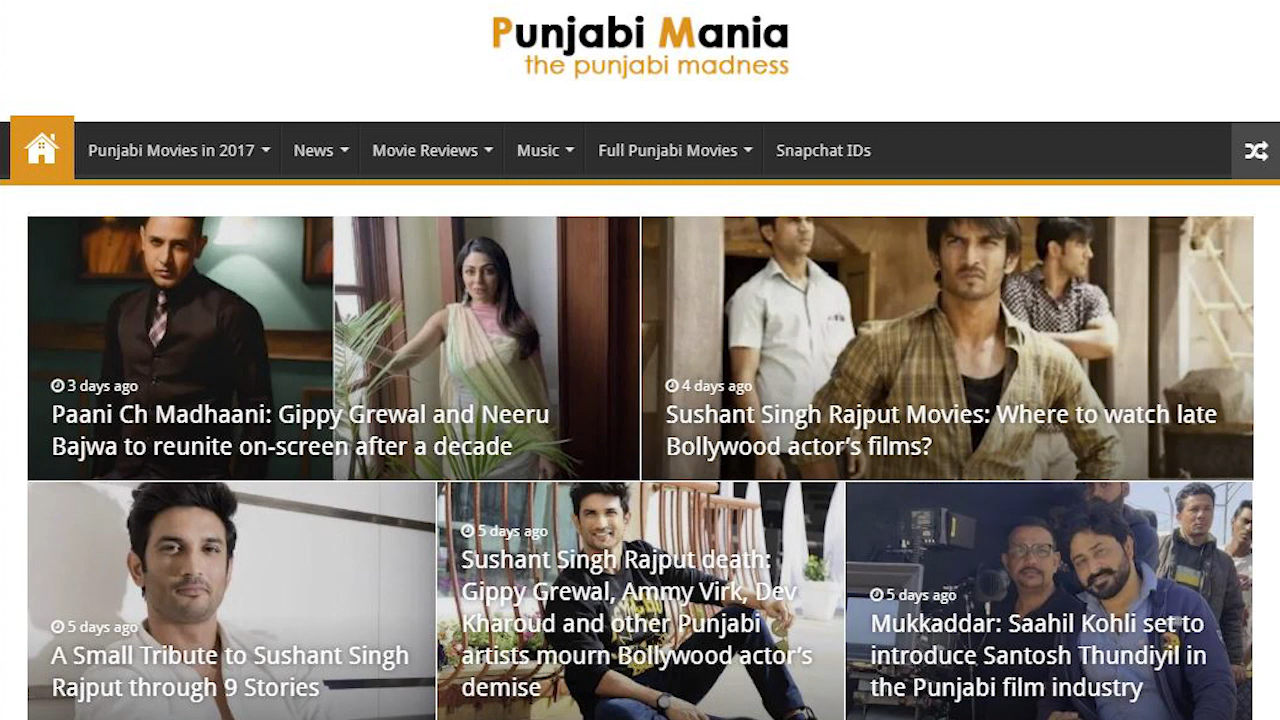 Punjabi Mania
the punjabi madness
Punjabi Movies in 2017
News
Movie Reviews
Music
Full Punjabi Movies
Snapchat IDs
3 days ago
Paani Ch Madhaani: Gippy Grewal and Neeru
Bajwa to reunite on-screen after a decade
4 days ago
Sushant Singh Rajput Movies: Where to watch late
Bollywood actor’s films?
5 days ago
A Small Tribute to Sushant Singh
Rajput through 9 Stories
5 days ago
Sushant Singh Rajput death:
Gippy Grewal, Ammy Virk, Dev
Kharoud and other Punjabi
artists mourn Bollywood actor’s
demise
5 days ago
Mukkaddar: Saahil Kohli set to
introduce Santosh Thundiyil in
the Punjabi film industry